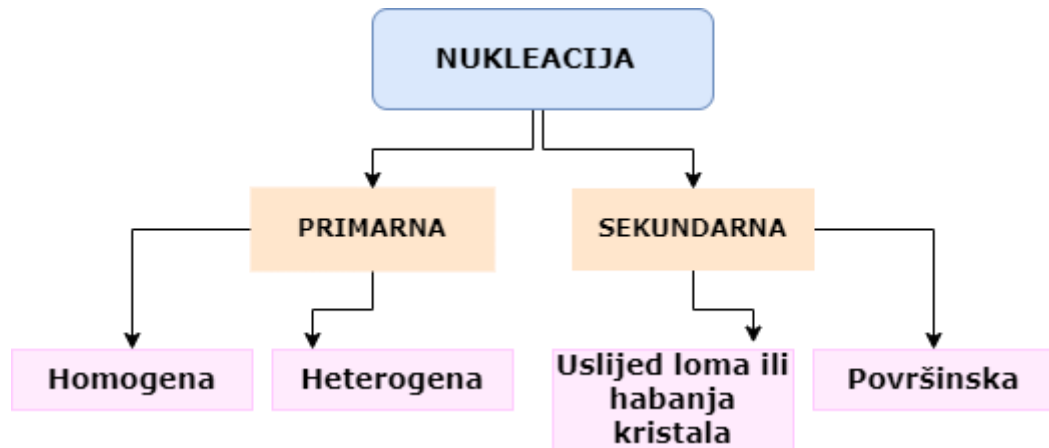 NUKLEACIJA
PRIMARNA
SEKUNDARNA
Homogena
Heterogena
Uslijed loma ili
habanja
kristala
Površinska